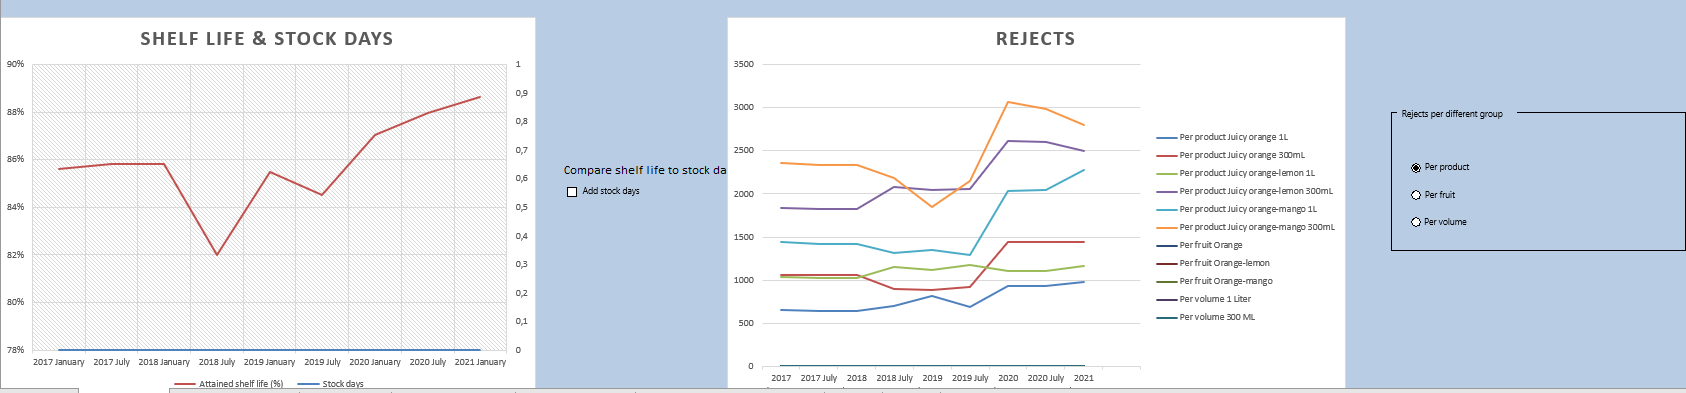 SHELF LIFE & STOCK DAYS
90%
88%
86%
84%
82%
80%
78%
1
0,9
0,8
0,7
0,6
0,5
0,4
0,3
0,2
0,1
0
2017 January 2017 July 2018 January 2018 July 2019 January 2019 July 2020 January 2020 July 2021 January
Attained shelf life (%) Stock days
Compare shelf life to stock da
Add stock days
REJECTS
3500
3000
2500
2000
1500
1000
500
0
2017 2017 July 2018 2018 July 2019 2019 July 2020 2020 July 2021
Per product Juicy orange 1L
Per product Juicy orange 300mL
Per product Juicy orange-lemon 1L
Per product Juicy orange-lemon 300mL
Per product Juicy orange-mango 1L
Per product Juicy orange-mango 300mL
Per fruit Orange
Per fruit Orange-lemon
Per fruit Orange-mango
Per volume 1 Liter
Per volume 300 ML
Rejects per different group
Per product
Per fruit
Per volume